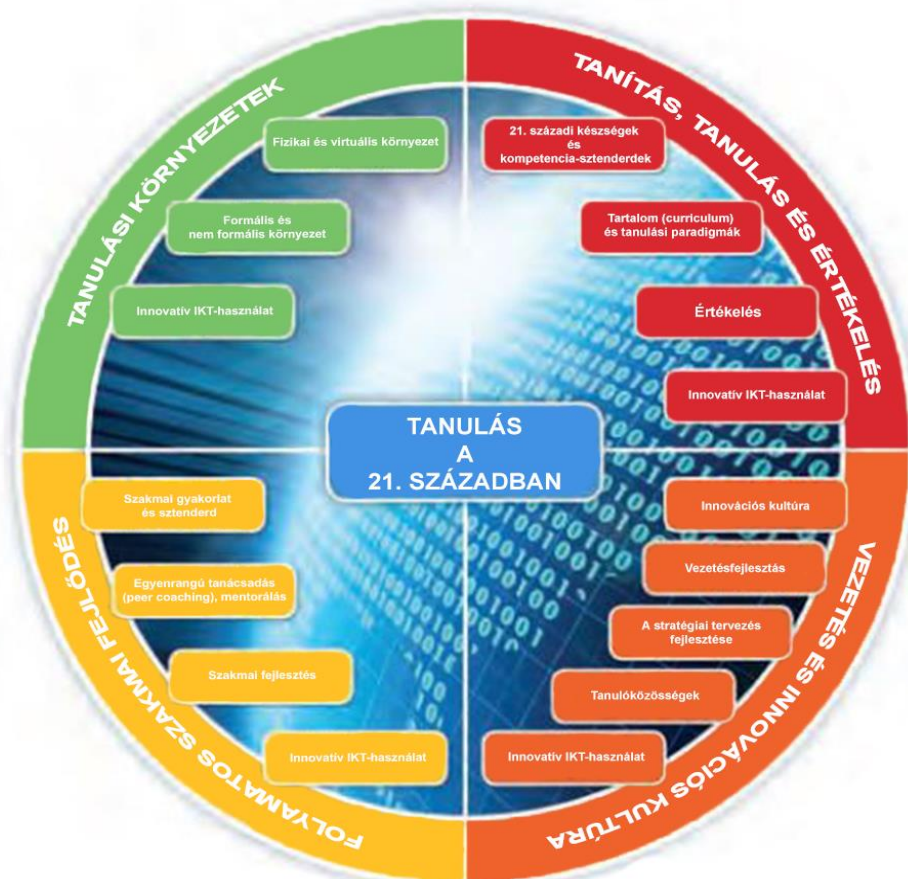 TANULÁSI KÖRNYEZETEK
Fizikai és virtuális környezet
Formális és
nem formális környezet
Innovatív IKT-használat
TANÍTÁS, TANULÁS ÉS ÉRTÉKELÉS
21. századi készségek
és
kompetencia-sztenderdek
Tartalom (curriculum)
és tanulási paradigmák
Értékelés
Innovatív IKT-használat
TANULÁS
A
21. SZÁZADBAN
FOLYAMATOS SZAKMAI FEJLŐDÉS
Szakmai gyakorlat
és sztenderd
Egyenrangú tanácsadás
(peer coaching), mentorálás
Szakmai fejlesztés
Innovatív IKT-használat
VEZETÉS ÉS INNOVÁCIÓS KULTÚRA
Innovációs kultúra
Vezetésfejlesztás
A stratégiai tervezés
fejlesztése
Tanulóközösségek
Innovatív IKT-használat